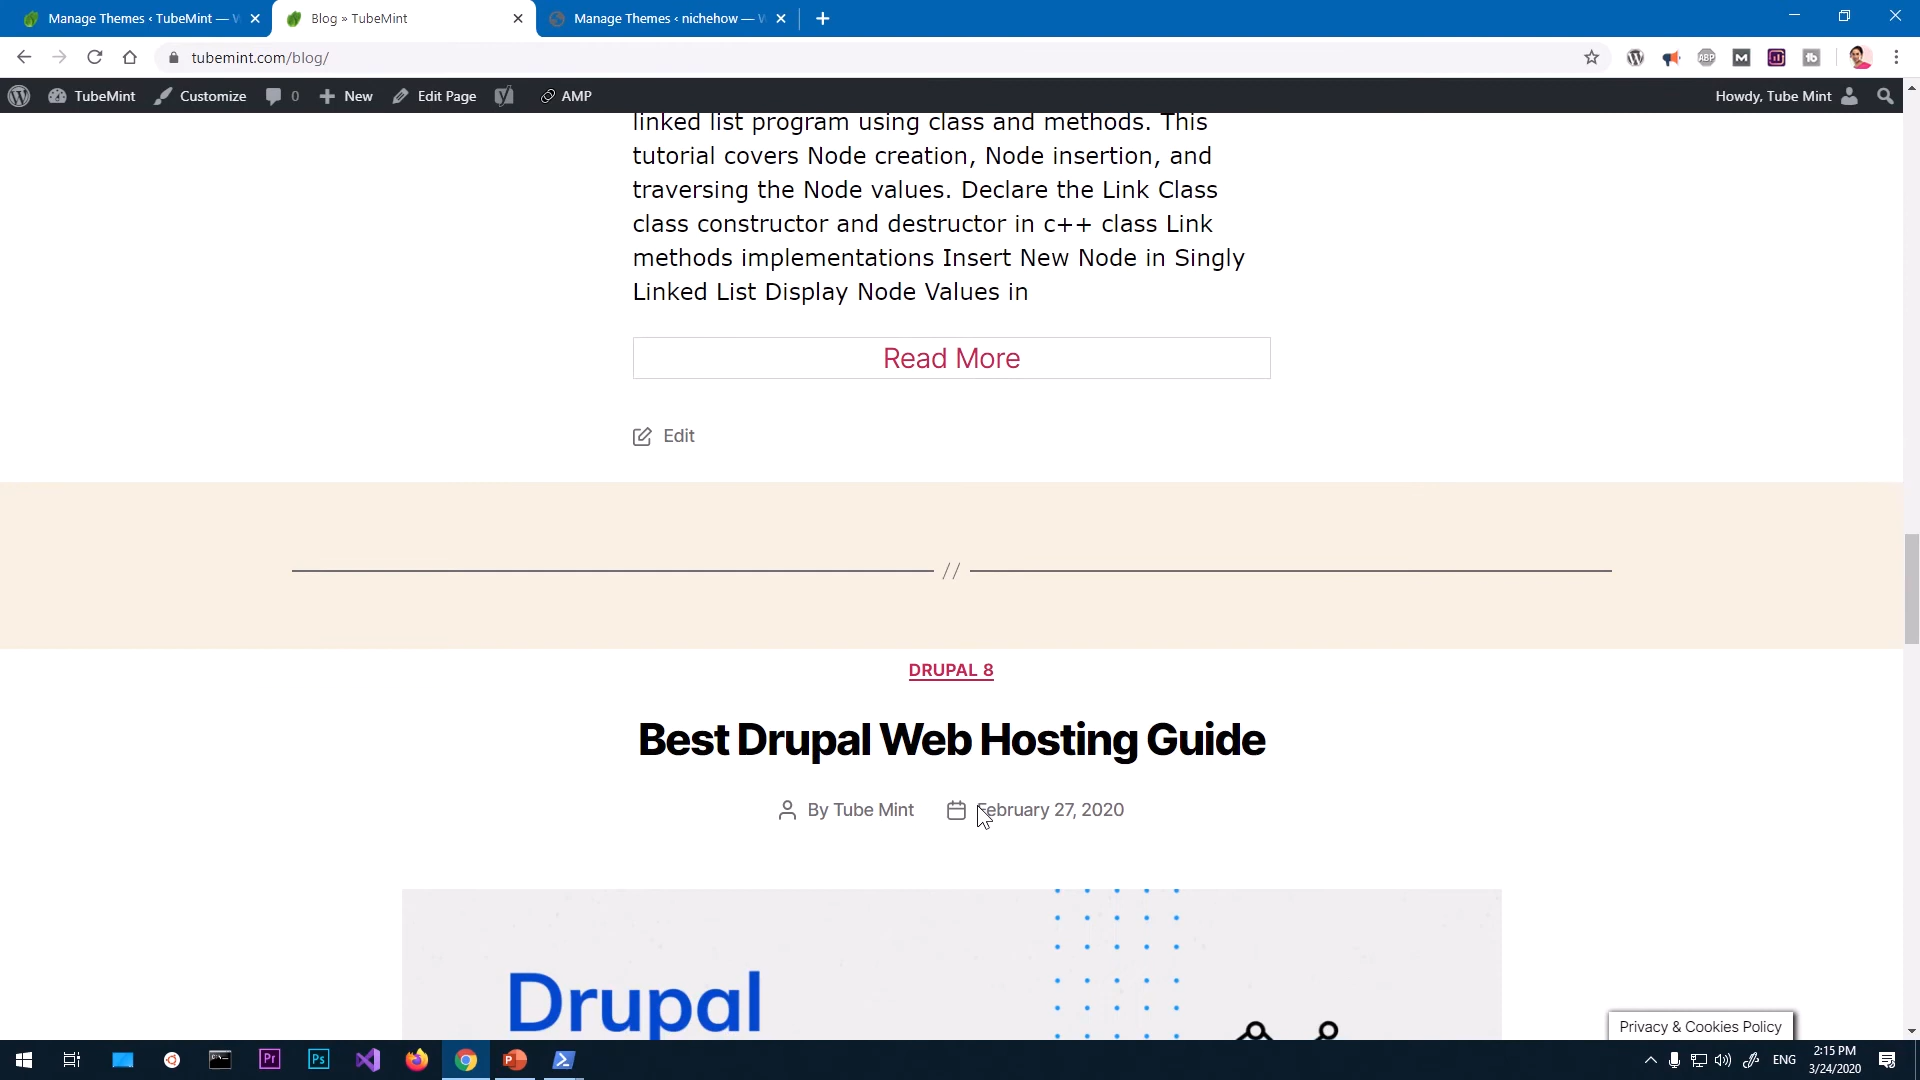 Manage Themes ‹ TubeMint —
Blog » TubeMint
Manage Themes ‹ nichehow —
tubemint.com/blog/
ABP
TubeMint
Customize
0
New
Edit Page
AMP
Howdy, Tube Mint
linked list program using class and methods. This
tutorial covers Node creation, Node insertion, and
traversing the Node values. Declare the Link Class
class constructor and destructor in c++ class Link
methods implementations Insert New Node in Singly
Linked List Display Node Values in
Read More
Edit
//
DRUPAL 8
Best Drupal Web Hosting Guide
By Tube Mint
February 27, 2020
Drupal
Privacy & Cookies Policy
Pr
Ps
ENG
2:15 PM
3/24/2020